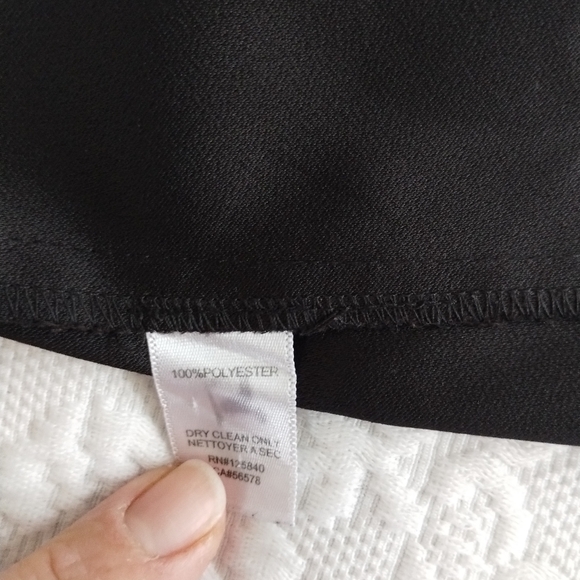 100%POLYESTER
DRY CLEAN ONLY
NETTOYER A SEC
RN#125840
CA#56578